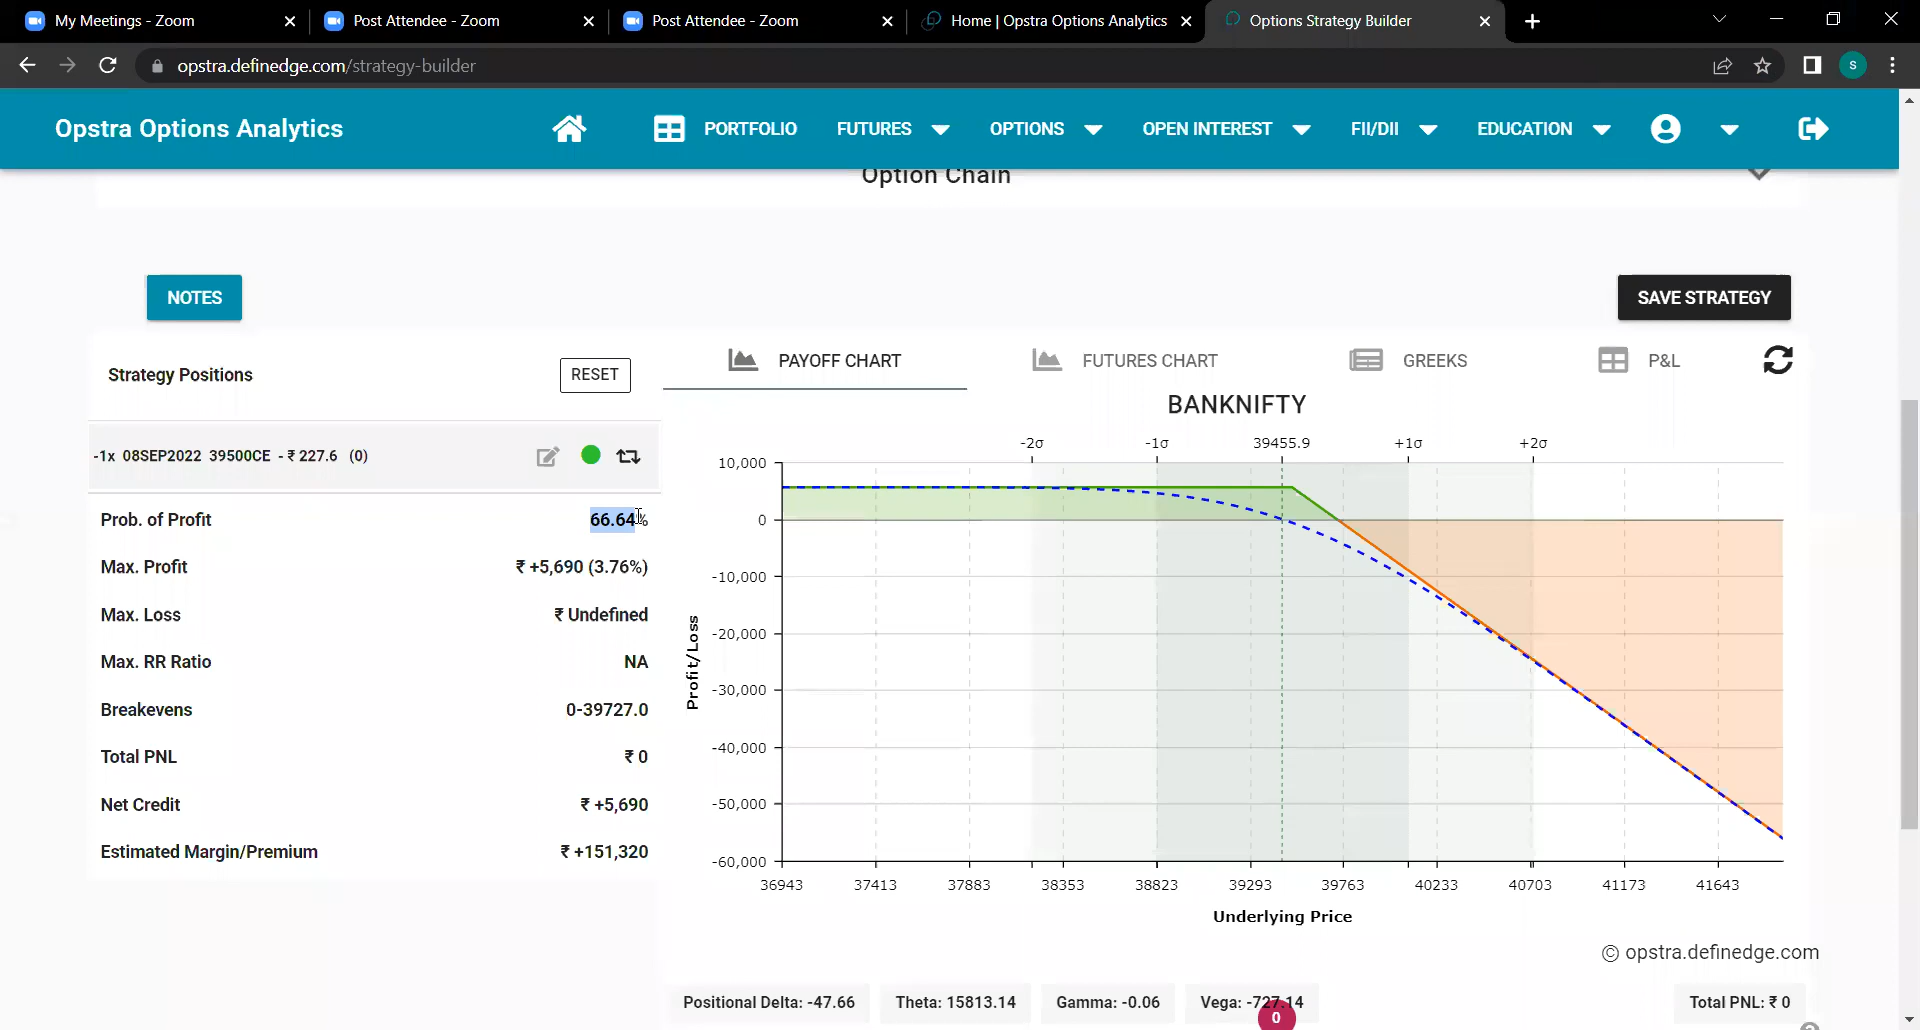 My Meetings - Zoom
Post Attendee - Zoom
Post Attendee - Zoom
Home | Opstra Options Analytics
Options Strategy Builder
opstra.definedge.com/strategy-builder
S
Opstra Options Analytics
PORTFOLIO
FUTURES
OPTIONS
OPEN INTEREST
FII/DII
EDUCATION
Option Chain
NOTES
SAVE STRATEGY
Strategy Positions
RESET
-1x 08SEP2022 39500CE - ₹ 227.6 (0)
Prob. of Profit 66.64%
Max. Profit ₹ +5,690 (3.76%)
Max. Loss ₹ Undefined
Max. RR Ratio NA
Breakevens 0-39727.0
Total PNL ₹ 0
Net Credit ₹ +5,690
Estimated Margin/Premium ₹ +151,320
PAYOFF CHART
FUTURES CHART
GREEKS
P&L
BANKNIFTY
-2σ -1σ 39455.9 +1σ +2σ
10,000
0
-10,000
-20,000
-30,000
-40,000
-50,000
-60,000
Profit/Loss
36943 37413 37883 38353 38823 39293 39763 40233 40703 41173 41643
Underlying Price
© opstra.definedge.com
Positional Delta: -47.66
Theta: 15813.14
Gamma: -0.06
Vega: -727.14
0
Total PNL: ₹ 0
?